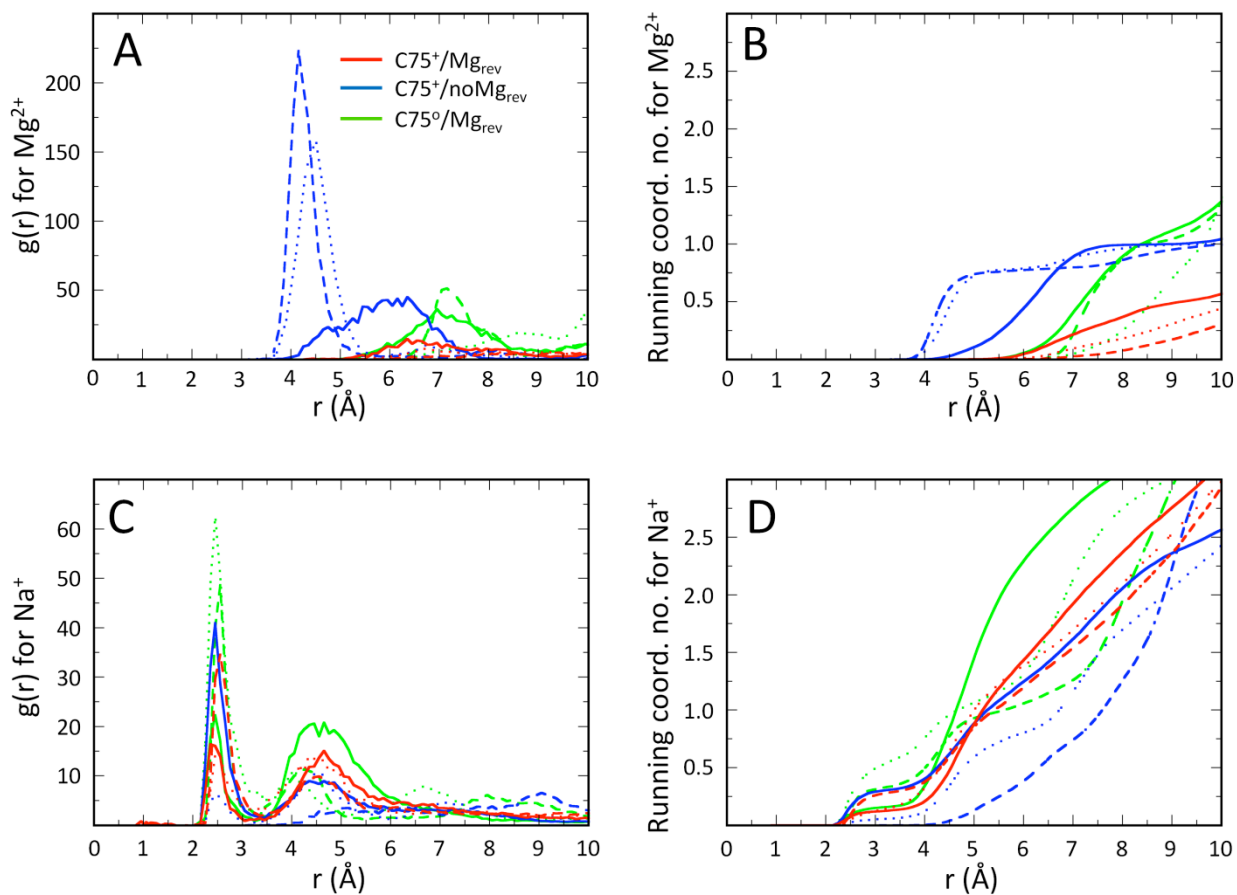 A
g(r) for Mg2+
200
150
100
50
C75+/Mgrev
C75+/noMgrev
C75o/Mgrev
0 1 2 3 4 5 6 7 8 9 10
r (Å)
B
Running coord. no. for Mg2+
2.5
2.0
1.5
1.0
0.5
0 1 2 3 4 5 6 7 8 9 10
r (Å)
C
g(r) for Na+
60
50
40
30
20
10
0 1 2 3 4 5 6 7 8 9 10
r (Å)
D
Running coord. no. for Na+
2.5
2.0
1.5
1.0
0.5
0 1 2 3 4 5 6 7 8 9 10
r (Å)